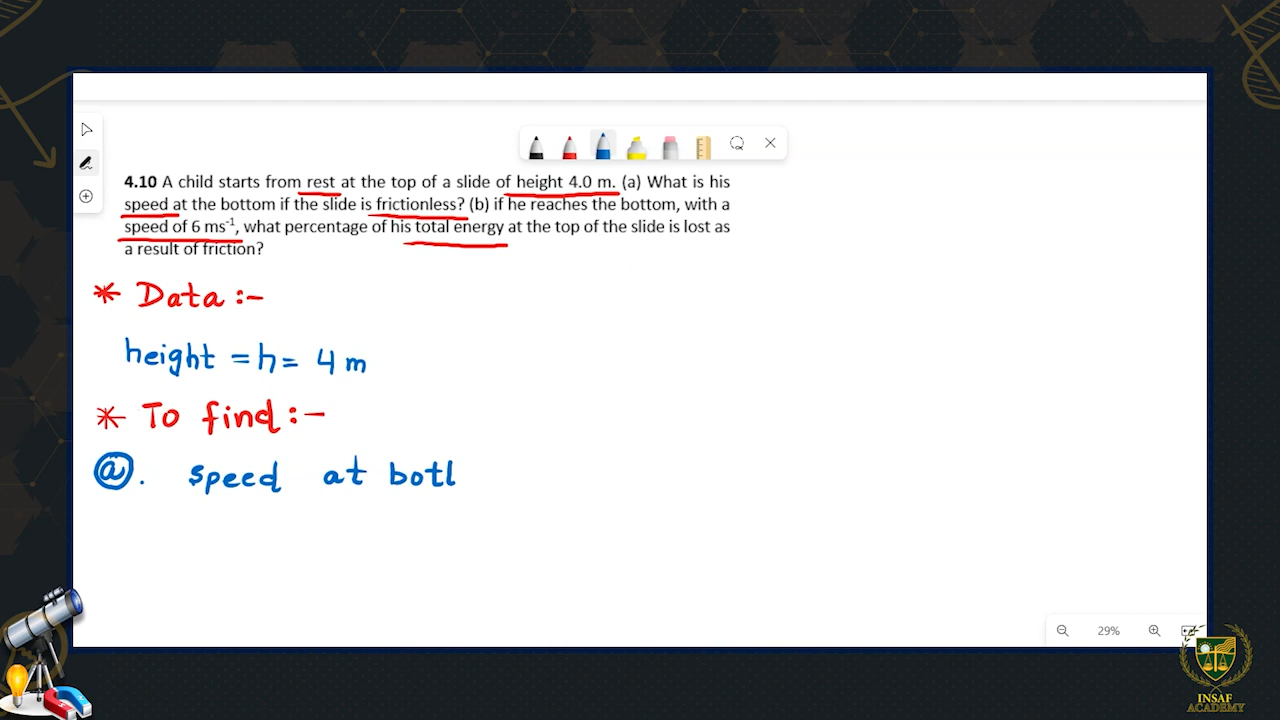 4.10 A child starts from rest at the top of a slide of height 4.0 m. (a) What is his
speed at the bottom if the slide is frictionless? (b) if he reaches the bottom, with a
speed of 6 ms⁻¹, what percentage of his total energy at the top of the slide is lost as
a result of friction?
* Data :-
height = h = 4 m
* To find :-
ⓐ. speed at botl
29%
INSAF
ACADEMY